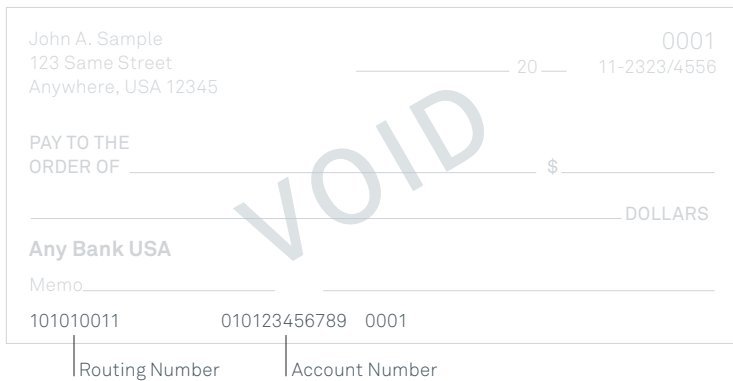 John A. Sample 0001
123 Same Street 20 11-2323/4556
Anywhere, USA 12345
VOID
PAY TO THE
ORDER OF $
DOLLARS
Any Bank USA
Memo
101010011 010123456789 0001
Routing Number Account Number